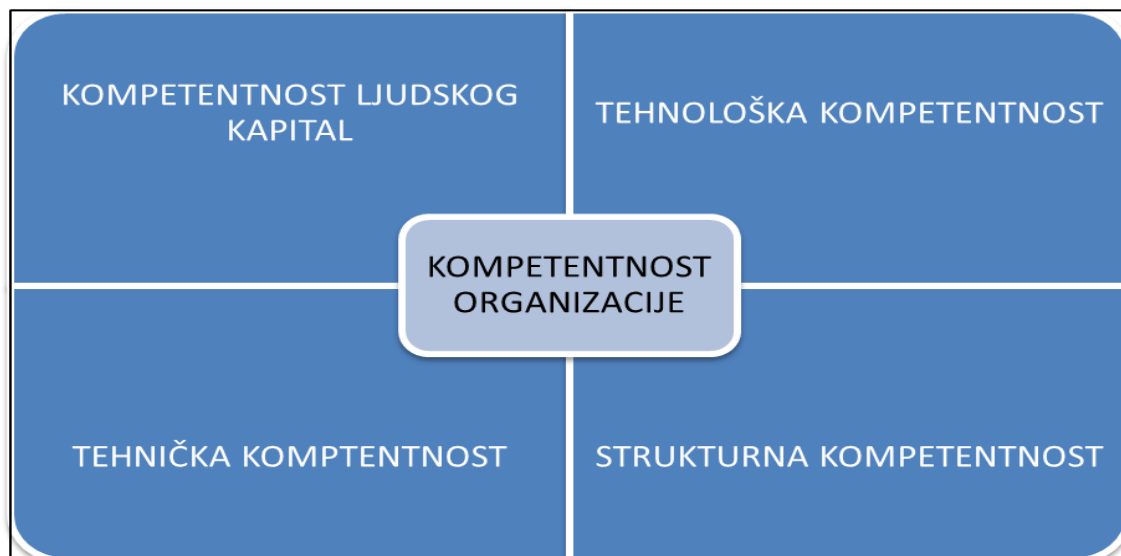 KOMPETENTNOST LJUDSKOG
KAPITAL
TEHNOLOŠKA KOMPETENTNOST
KOMPETENTNOST
ORGANIZACIJE
TEHNIČKA KOMPTENTNOST
STRUKTURNA KOMPETENTNOST